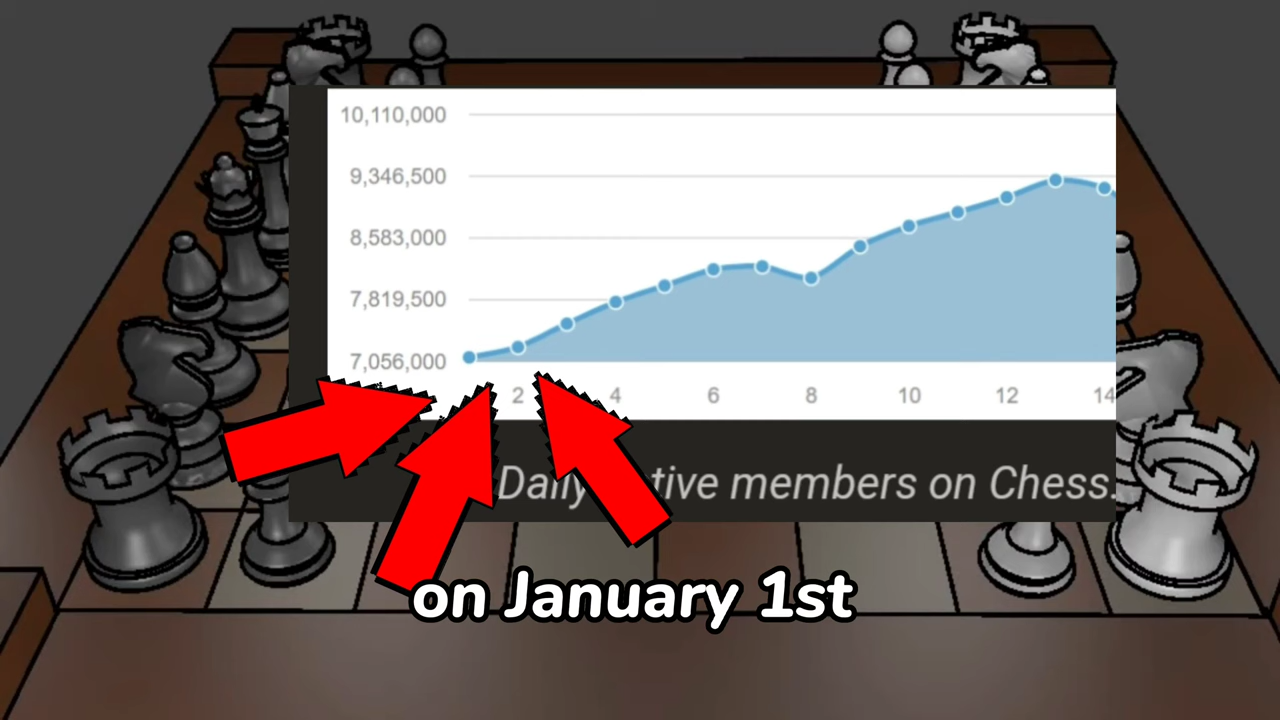 10,110,000
9,346,500
8,583,000
7,819,500
7,056,000
2 4 6 8 10 12 14
Daily tive members on Chess.
on January 1st